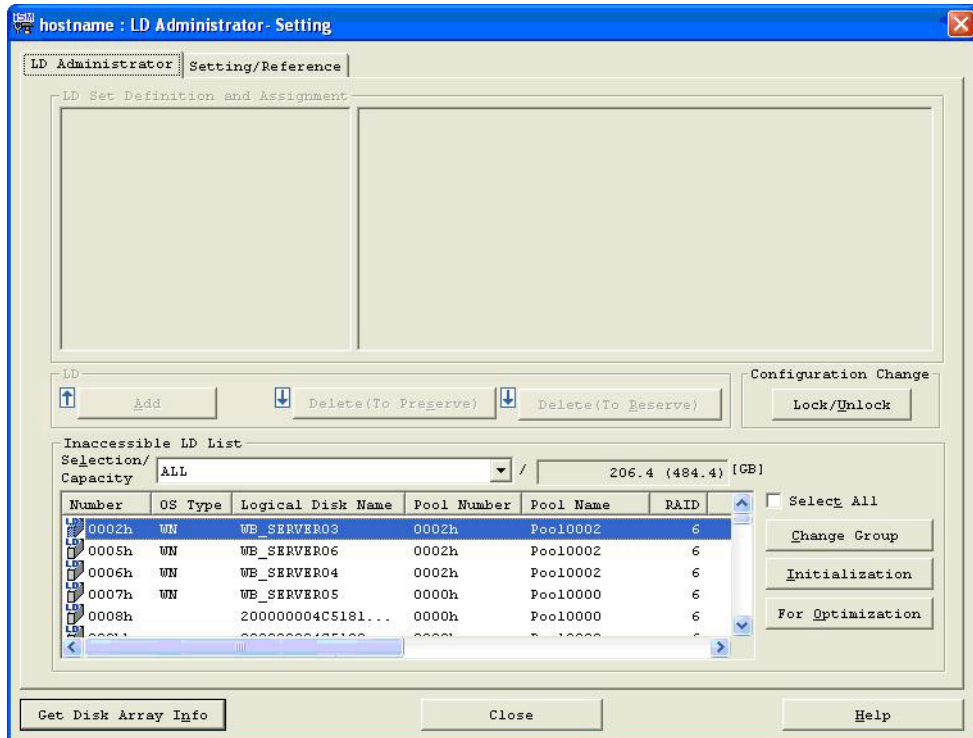 HSM hostname : LD Administrator- Setting
LD Administrator Setting/Reference
LD Set Definition and Assignment
LD
Add Delete(To Preserve) Delete(To Reserve)
Configuration Change
Lock/Unlock
Inaccessible LD List
Selection/
Capacity ALL / 206.4 (484.4) [GB]
Number OS Type Logical Disk Name Pool Number Pool Name RAID
0002h WN WB_SERVER03 0002h Pool0002 6
0005h WN WB_SERVER06 0002h Pool0002 6
0006h WN WB_SERVER04 0002h Pool0002 6
0007h WN WB_SERVER05 0000h Pool0000 6
0008h 200000004C5181... 0000h Pool0000 6
Select All
Change Group
Initialization
For Optimization
Get Disk Array Info Close Help